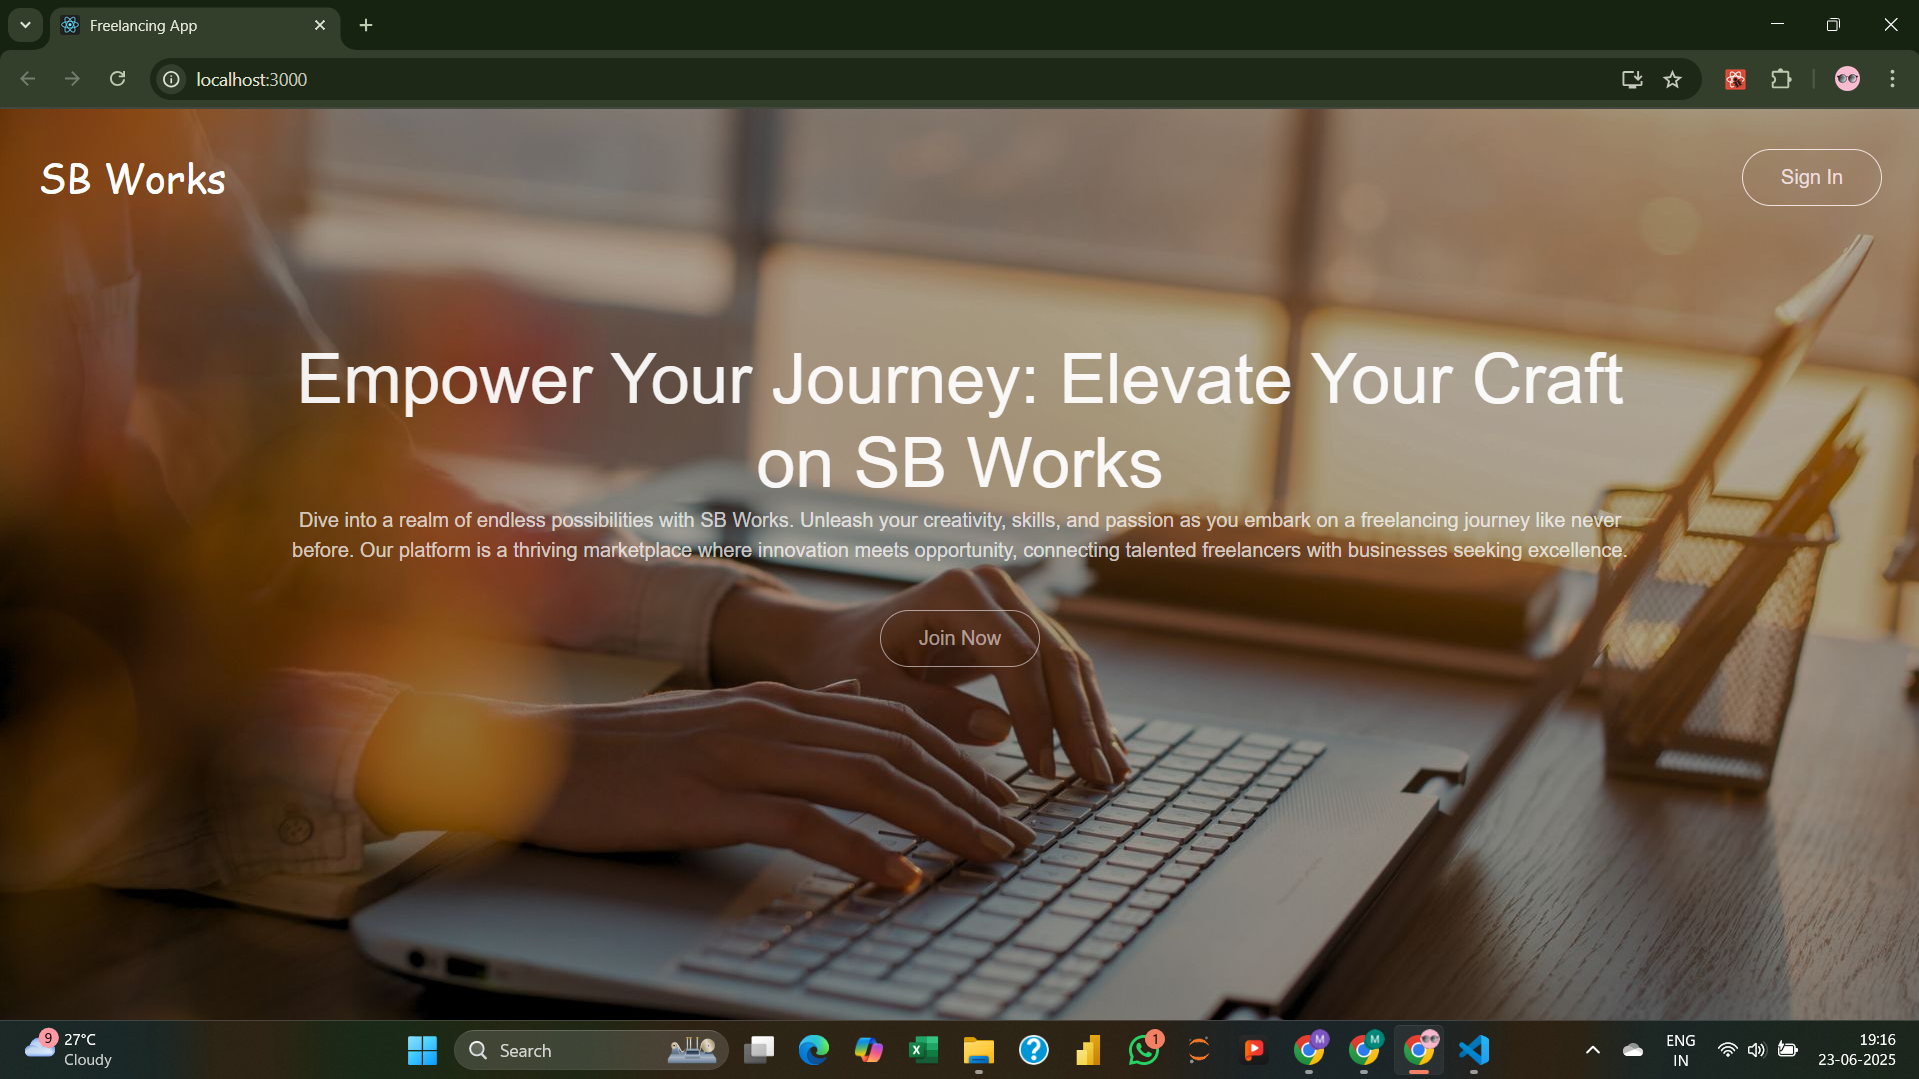 Freelancing App
localhost:3000
SB Works
Sign In
Empower Your Journey: Elevate Your Craft
on SB Works
Dive into a realm of endless possibilities with SB Works. Unleash your creativity, skills, and passion as you embark on a freelancing journey like never
before. Our platform is a thriving marketplace where innovation meets opportunity, connecting talented freelancers with businesses seeking excellence.
Join Now
9
27°C
Cloudy
Search
1
M
M
ENG
IN
19:16
23-06-2025